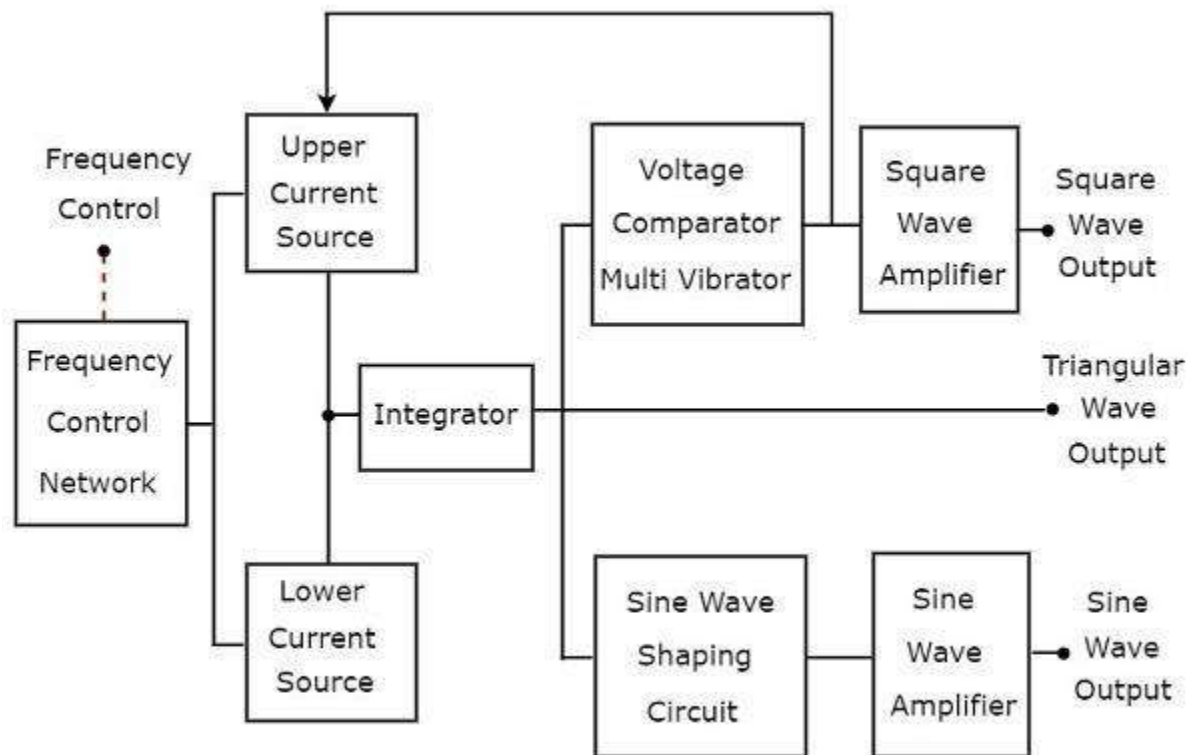 Frequency
Control
Frequency
Control
Network
Upper
Current
Source
Lower
Current
Source
Integrator
Voltage
Comparator
Multi Vibrator
Square
Wave
Amplifier
Square
Wave
Output
Triangular
Wave
Output
Sine Wave
Shaping
Circuit
Sine
Wave
Amplifier
Sine
Wave
Output